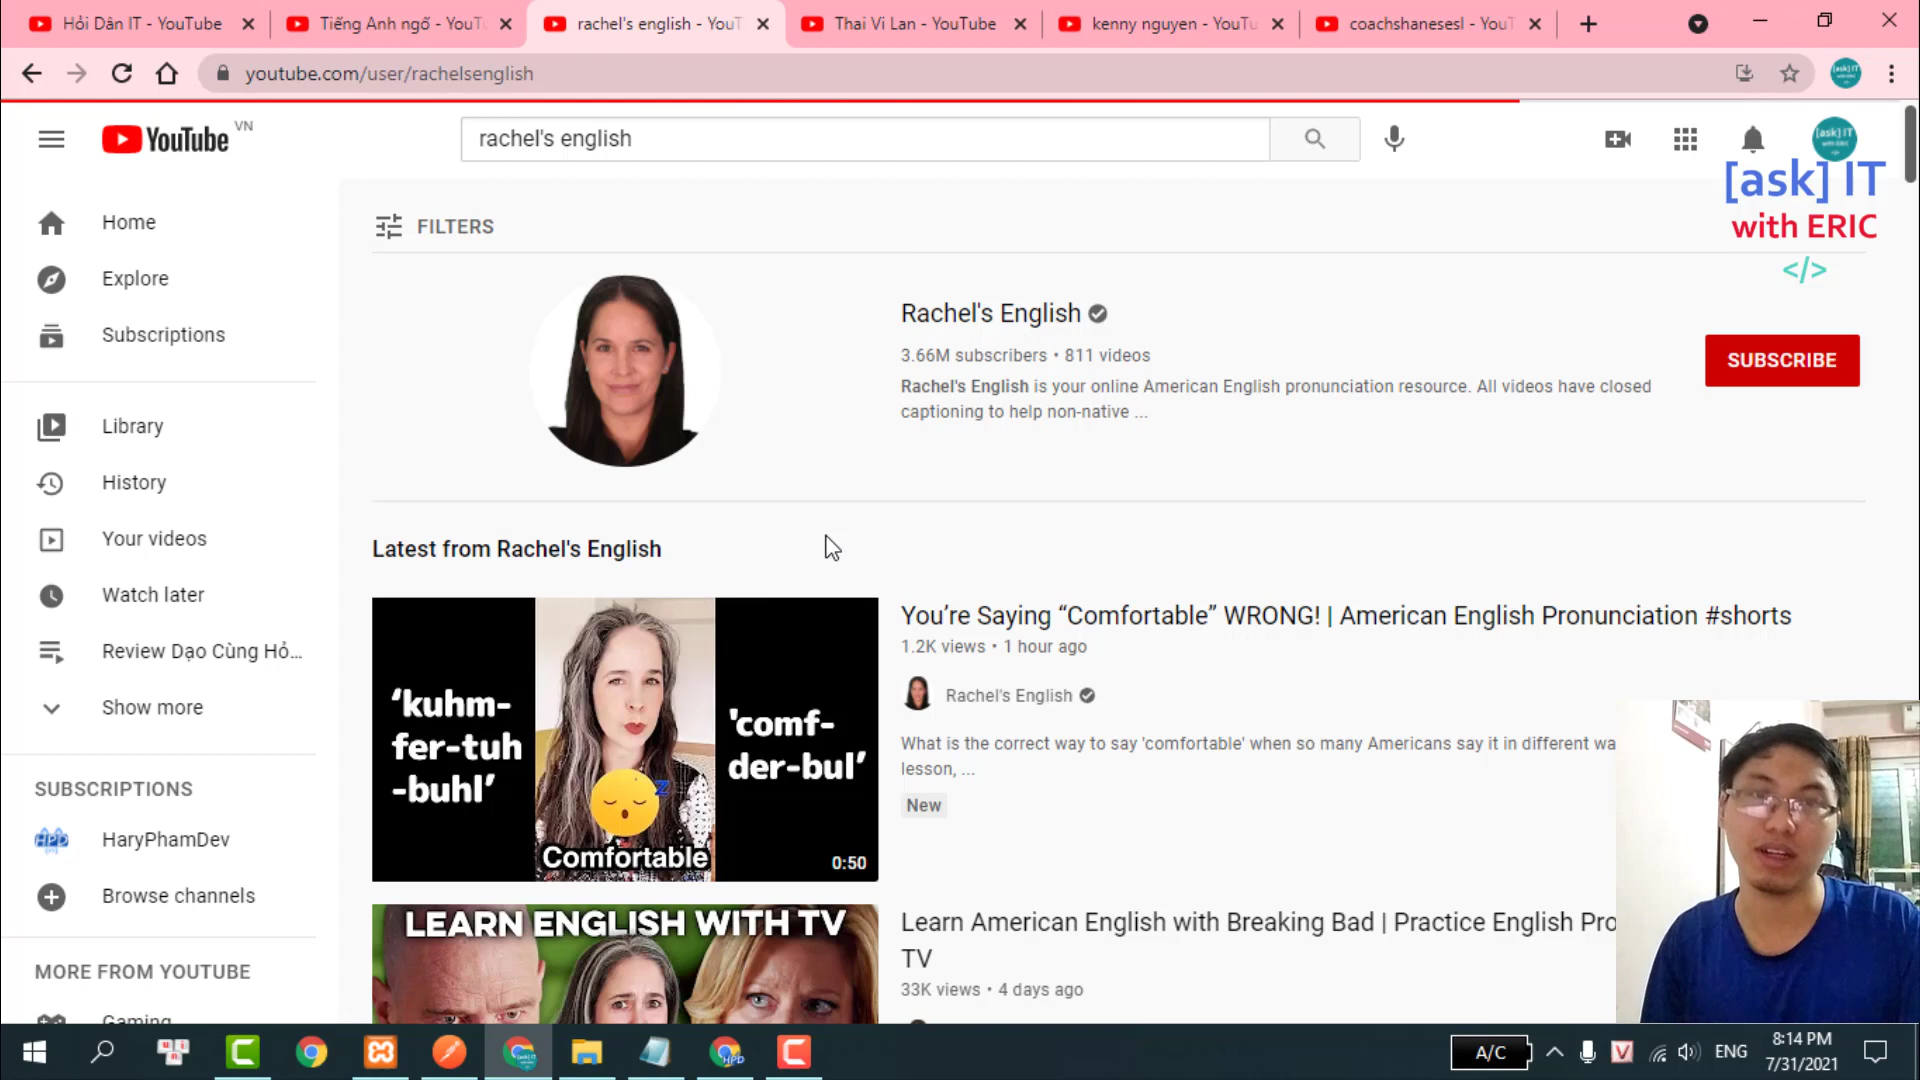 Hỏi Dân IT - YouTube
Tiếng Anh ngố - YouTu
rachel's english - YouT
Thai Vi Lan - YouTube
kenny nguyen - YouTu
coachshanesesl - YouT
youtube.com/user/rachelsenglish
YouTube VN
rachel's english
[ask] IT
with ERIC
</>
Home
Explore
Subscriptions
Library
History
Your videos
Watch later
Review Dạo Cùng Hỏ...
Show more
SUBSCRIPTIONS
HaryPhamDev
Browse channels
MORE FROM YOUTUBE
Gaming
FILTERS
Rachel's English
3.66M subscribers • 811 videos
Rachel's English is your online American English pronunciation resource. All videos have closed
captioning to help non-native ...
SUBSCRIBE
Latest from Rachel's English
‘kuhm-
fer-tuh
-buhl’
'comf-
der-bul’
Comfortable
0:50
You’re Saying “Comfortable” WRONG! | American English Pronunciation #shorts
1.2K views • 1 hour ago
Rachel's English
What is the correct way to say 'comfortable' when so many Americans say it in different wa
lesson, ...
New
LEARN ENGLISH WITH TV
Learn American English with Breaking Bad | Practice English Pro
TV
33K views • 4 days ago
A/C
ENG
8:14 PM
7/31/2021